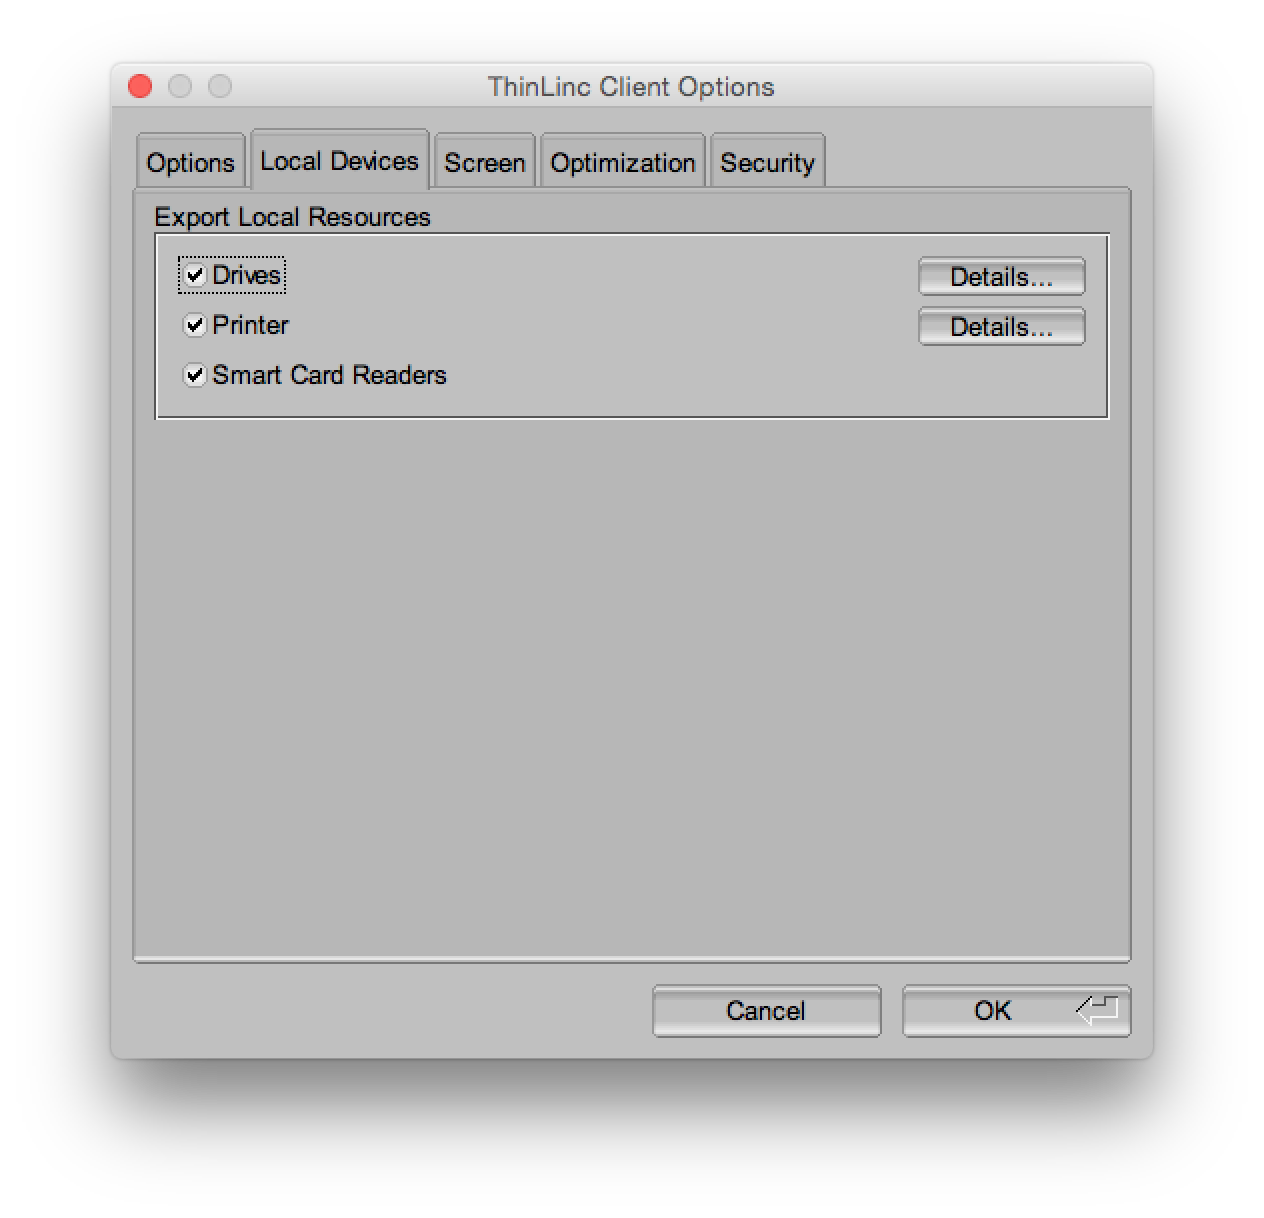 ThinLinc Client Options
Options Local Devices Screen Optimization Security
Export Local Resources
Drives Details...
Printer Details...
Smart Card Readers
Cancel OK